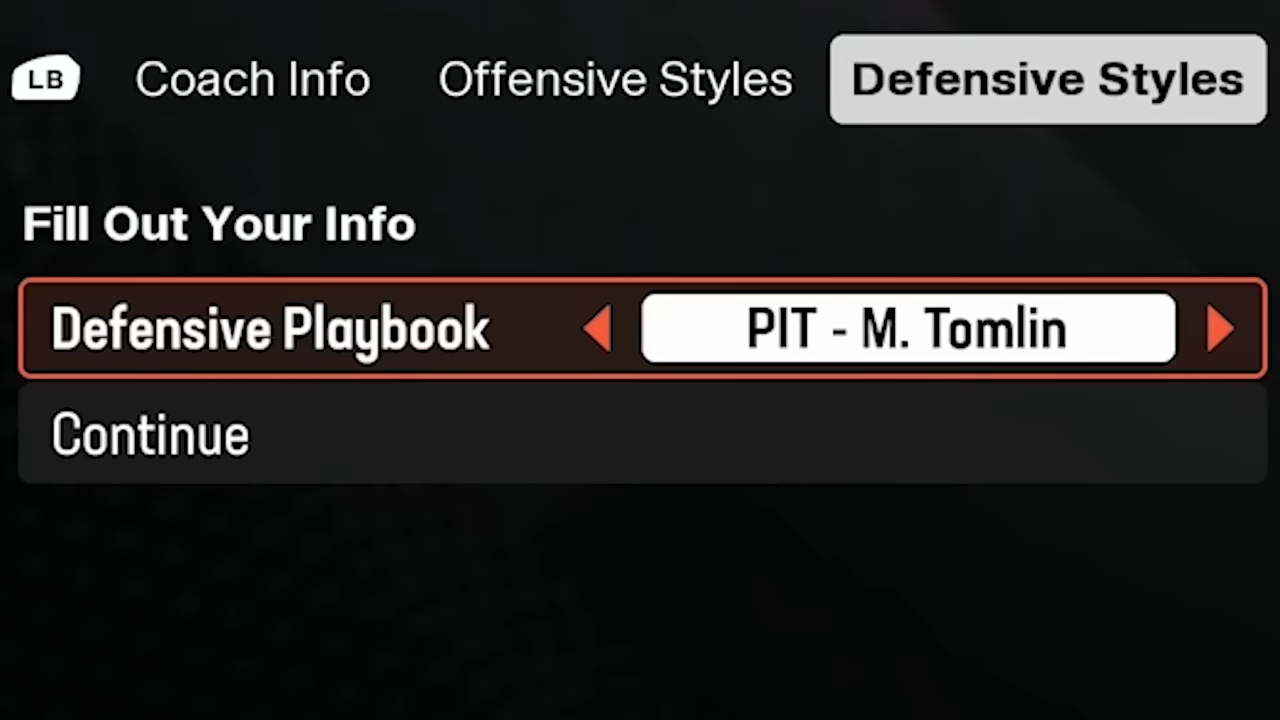 LB Coach Info Offensive Styles Defensive Styles
Fill Out Your Info
Defensive Playbook PIT - M. Tomlin
Continue